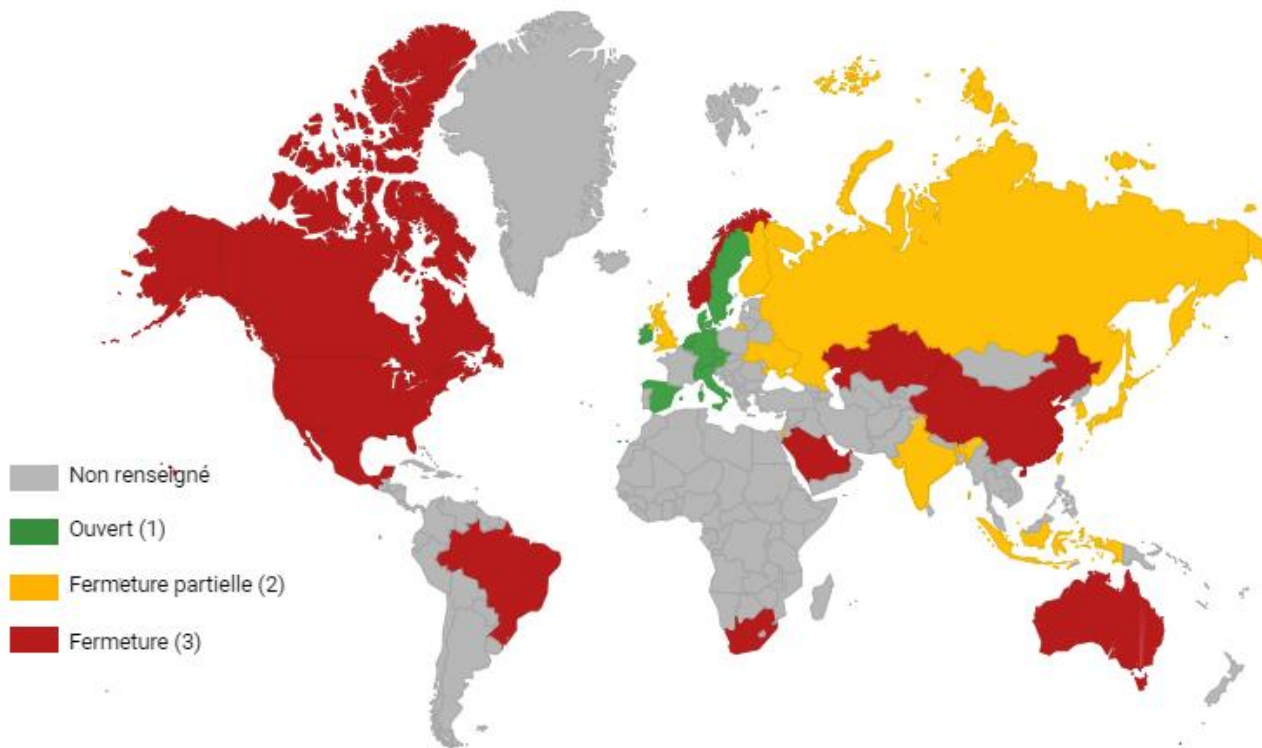 Non renseigné
Ouvert (1)
Fermeture partielle (2)
Fermeture (3)